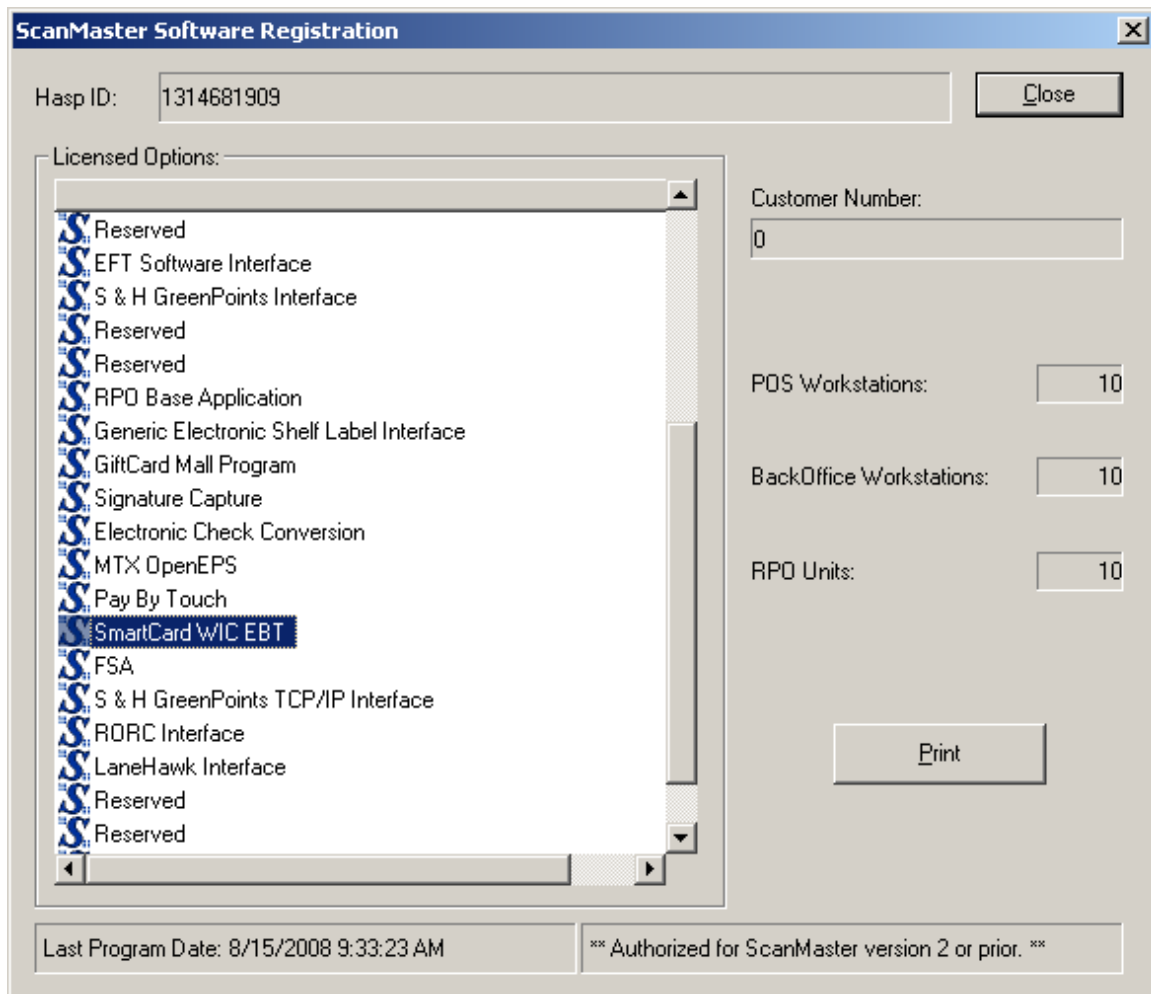 ScanMaster Software Registration
Hasp ID: 1314681909 Close
Licensed Options:
Reserved
EFT Software Interface
S & H GreenPoints Interface
Reserved
Reserved
RPO Base Application
Generic Electronic Shelf Label Interface
GiftCard Mall Program
Signature Capture
Electronic Check Conversion
MTX OpenEPS
Pay By Touch
SmartCard WIC EBT
FSA
S & H GreenPoints TCP/IP Interface
RORC Interface
LaneHawk Interface
Reserved
Reserved
Customer Number:
0
POS Workstations: 10
BackOffice Workstations: 10
RPO Units: 10
Print
Last Program Date: 8/15/2008 9:33:23 AM
** Authorized for ScanMaster version 2 or prior. **